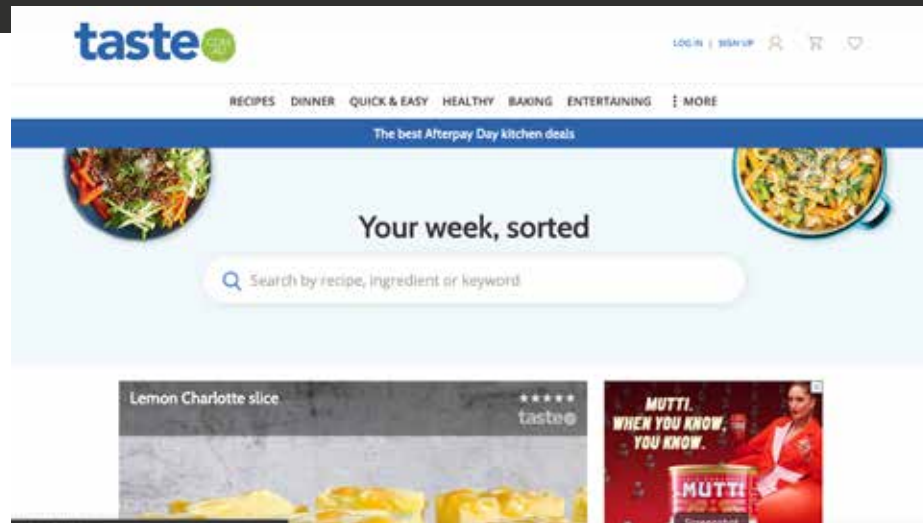 taste COM .AU
LOG IN | SIGN UP
RECIPES DINNER QUICK & EASY HEALTHY BAKING ENTERTAINING ⋮ MORE
The best Afterpay Day kitchen deals
Your week, sorted
Search by recipe, ingredient or keyword
Lemon Charlotte slice
taste
MUTTI.
WHEN YOU KNOW,
YOU KNOW.
MUTTI